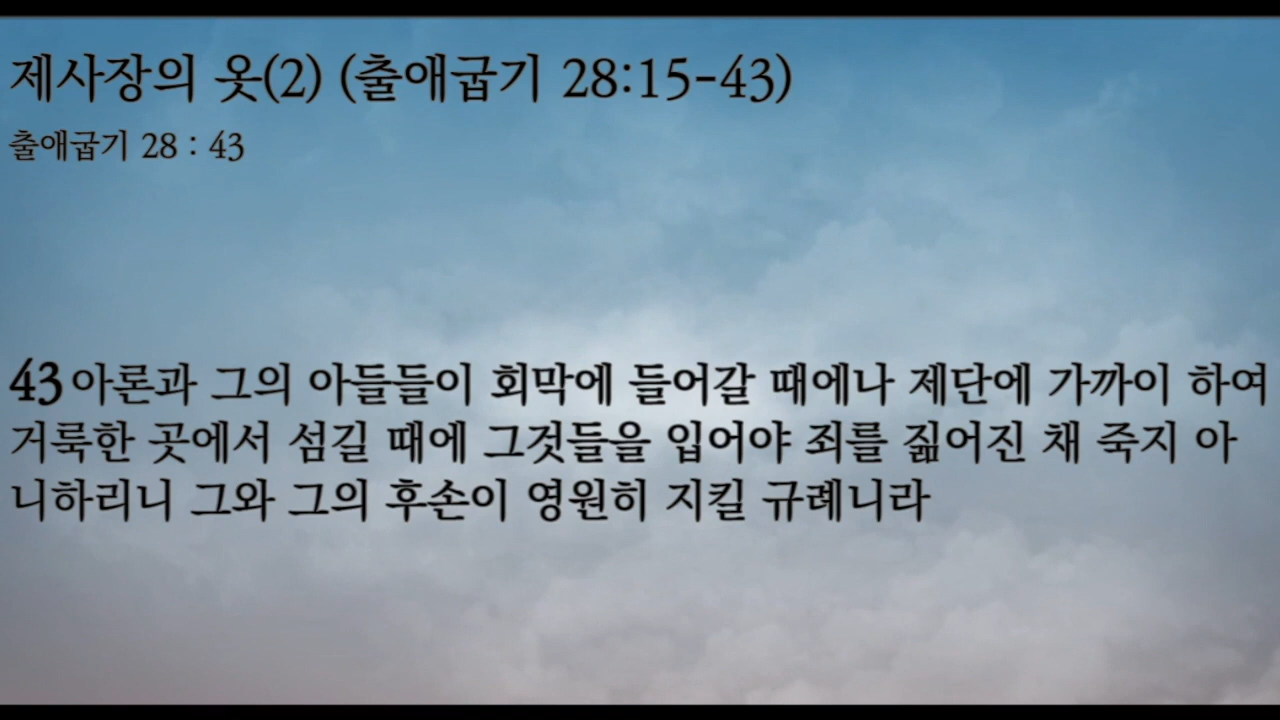 제사장의 옷(2) (출애굽기 28:15-43)
출애굽기 28 : 43
43 아론과 그의 아들들이 회막에 들어갈 때에나 제단에 가까이 하여
거룩한 곳에서 섬길 때에 그것들을 입어야 죄를 짊어진 채 죽지 아
니하리니 그와 그의 후손이 영원히 지킬 규례니라